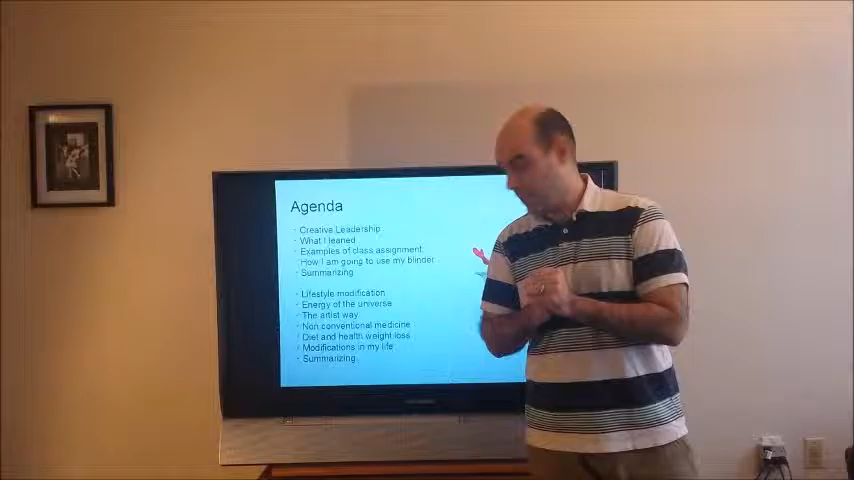 Agenda
· Creative Leadership
· What I leaned
· Examples of class assignment
· How I am going to use my blinder
· Summarizing
· Lifestyle modification
· Energy of the universe
· The artist way
· Non conventional medicine
· Diet and health weight loss
· Modifications in my life
· Summarizing